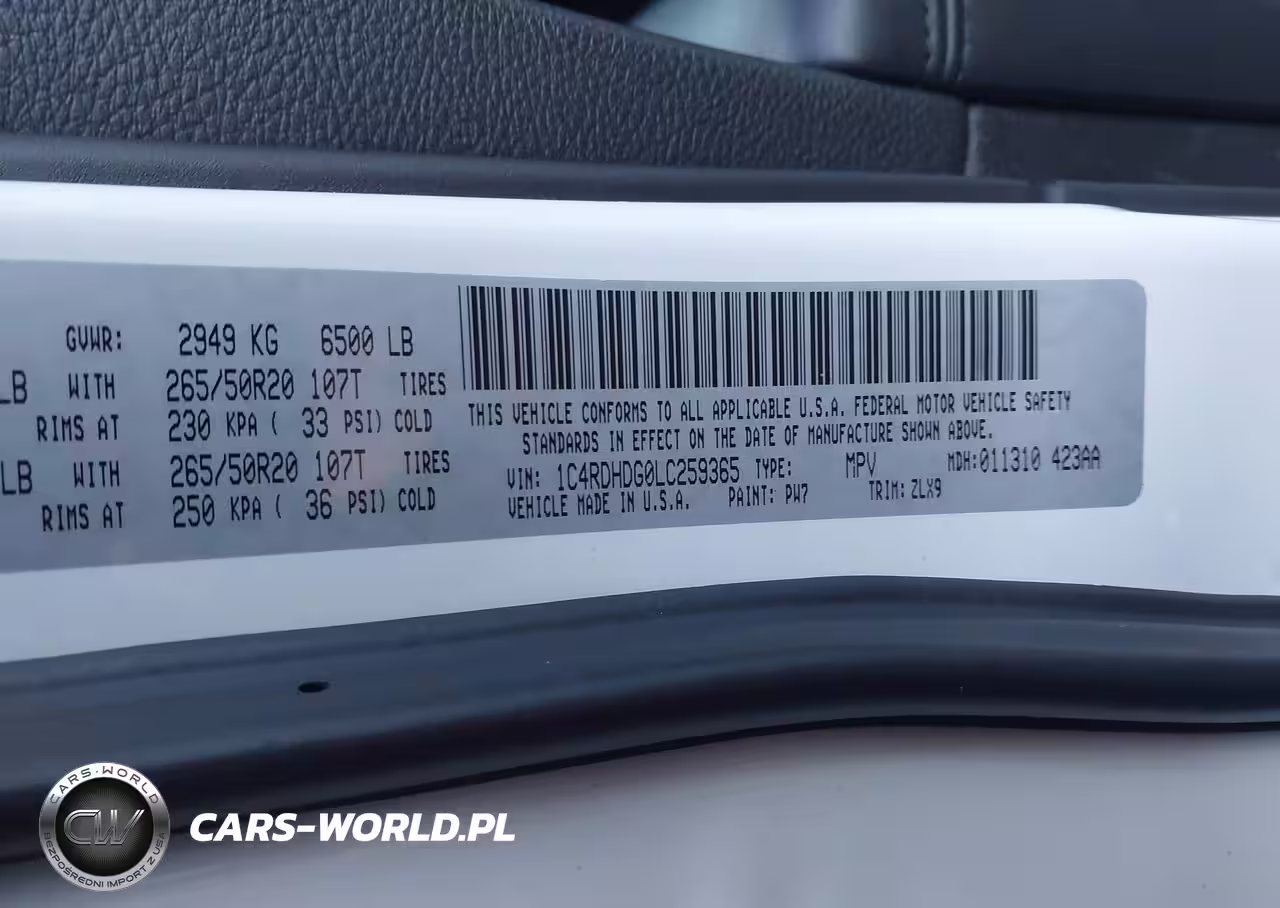 GVWR: 2949 KG 6500 LB
LB WITH 265/50R20 107T TIRES
RIMS AT 230 KPA ( 33 PSI) COLD
LB WITH 265/50R20 107T TIRES
RIMS AT 250 KPA ( 36 PSI) COLD
THIS VEHICLE CONFORMS TO ALL APPLICABLE U.S.A. FEDERAL MOTOR VEHICLE SAFETY
STANDARDS IN EFFECT ON THE DATE OF MANUFACTURE SHOWN ABOVE.
VIN: 1C4RDHDG0LC259365 TYPE: MPV MDH:011310 423AA
VEHICLE MADE IN U.S.A. PAINT: PW7 TRIM: ZLX9
CARS-WORLD
CW
BEZPOŚREDNI IMPORT Z USA
CARS-WORLD.PL